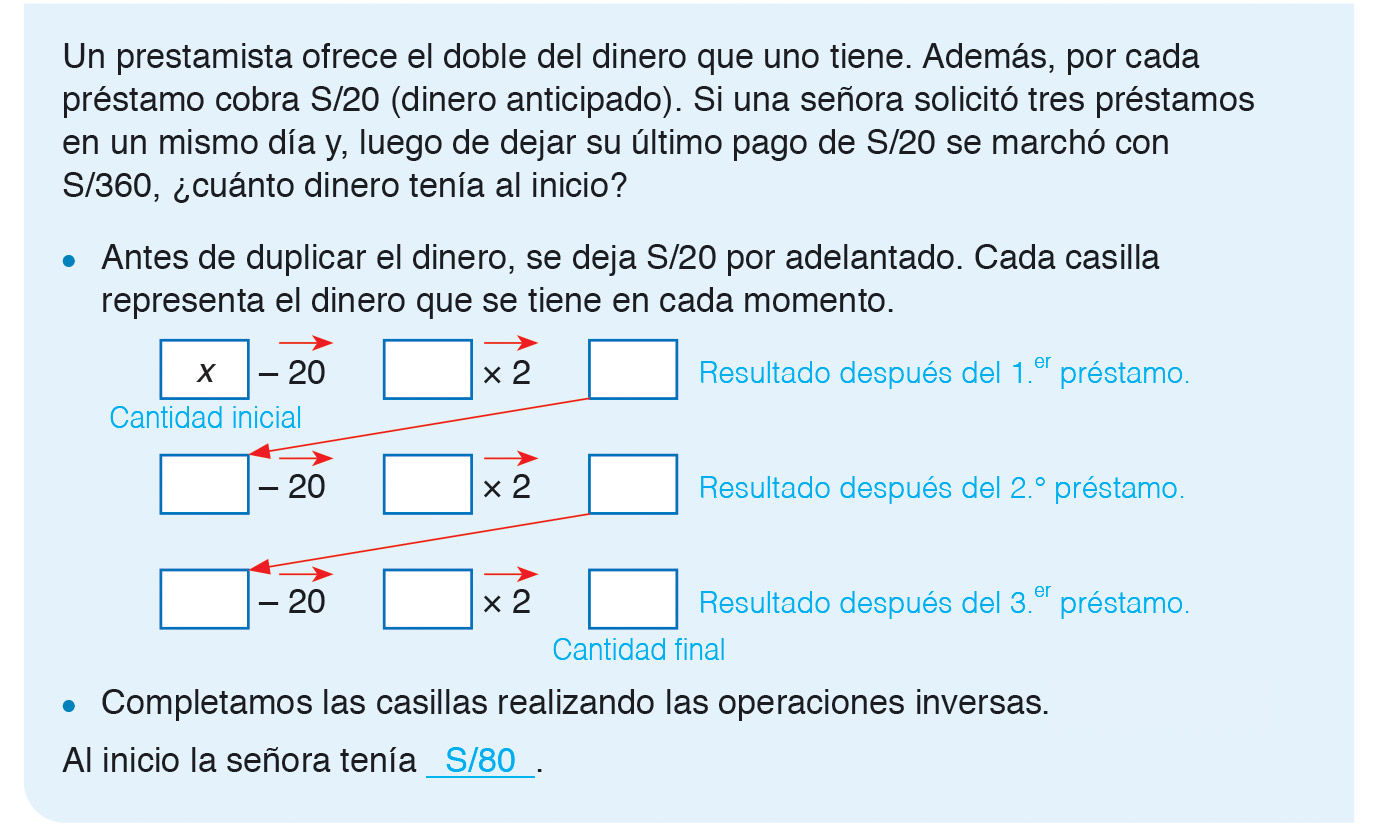 Un prestamista ofrece el doble del dinero que uno tiene. Además, por cada
préstamo cobra S/20 (dinero anticipado). Si una señora solicitó tres préstamos
en un mismo día y, luego de dejar su último pago de S/20 se marchó con
S/360, ¿cuánto dinero tenía al inicio?
• Antes de duplicar el dinero, se deja S/20 por adelantado. Cada casilla
representa el dinero que se tiene en cada momento.
x – 20 × 2 Resultado después del 1.er préstamo.
Cantidad inicial
– 20 × 2 Resultado después del 2.° préstamo.
– 20 × 2 Resultado después del 3.er préstamo.
Cantidad final
• Completamos las casillas realizando las operaciones inversas.
Al inicio la señora tenía S/80.